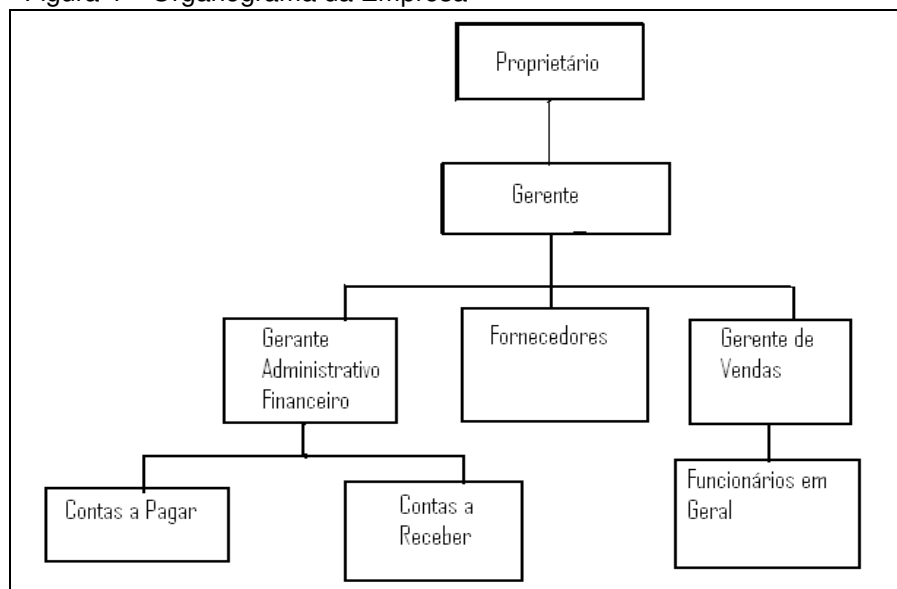 Proprietário
Gerente
Gerante
Administrativo
Financeiro
Fornecedores
Gerente de
Vendas
Contas a Pagar
Contas a
Receber
Funcionários em
Geral